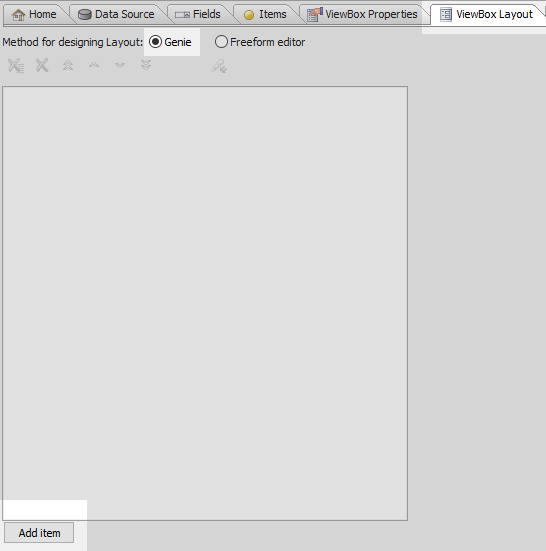 Home Data Source Fields Items ViewBox Properties ViewBox Layout
Method for designing Layout: Genie Freeform editor
Add item